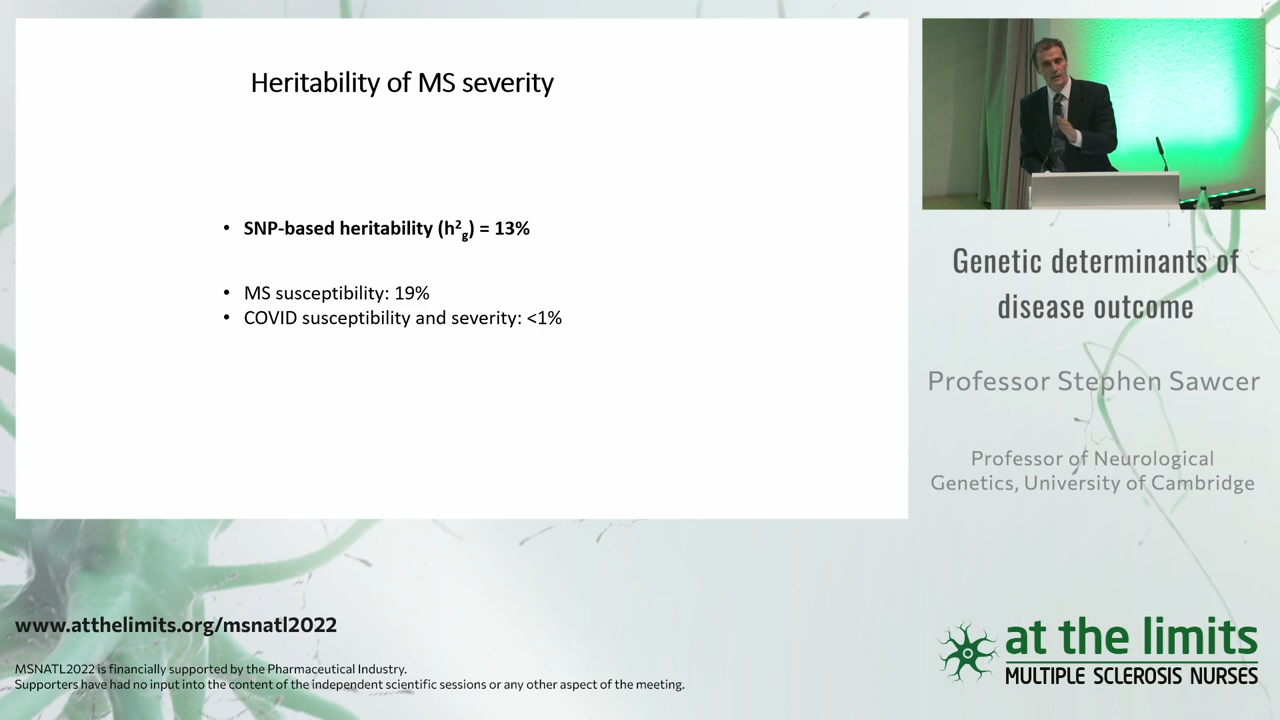 Heritability of MS severity
• SNP-based heritability (h²g) = 13%
• MS susceptibility: 19%
• COVID susceptibility and severity: <1%
Genetic determinants of
disease outcome
Professor Stephen Sawcer
Professor of Neurological
Genetics, University of Cambridge
www.atthelimits.org/msnatl2022
MSNATL2022 is financially supported by the Pharmaceutical Industry.
Supporters have had no input into the content of the independent scientific sessions or any other aspect of the meeting.
at the limits
MULTIPLE SCLEROSIS NURSES